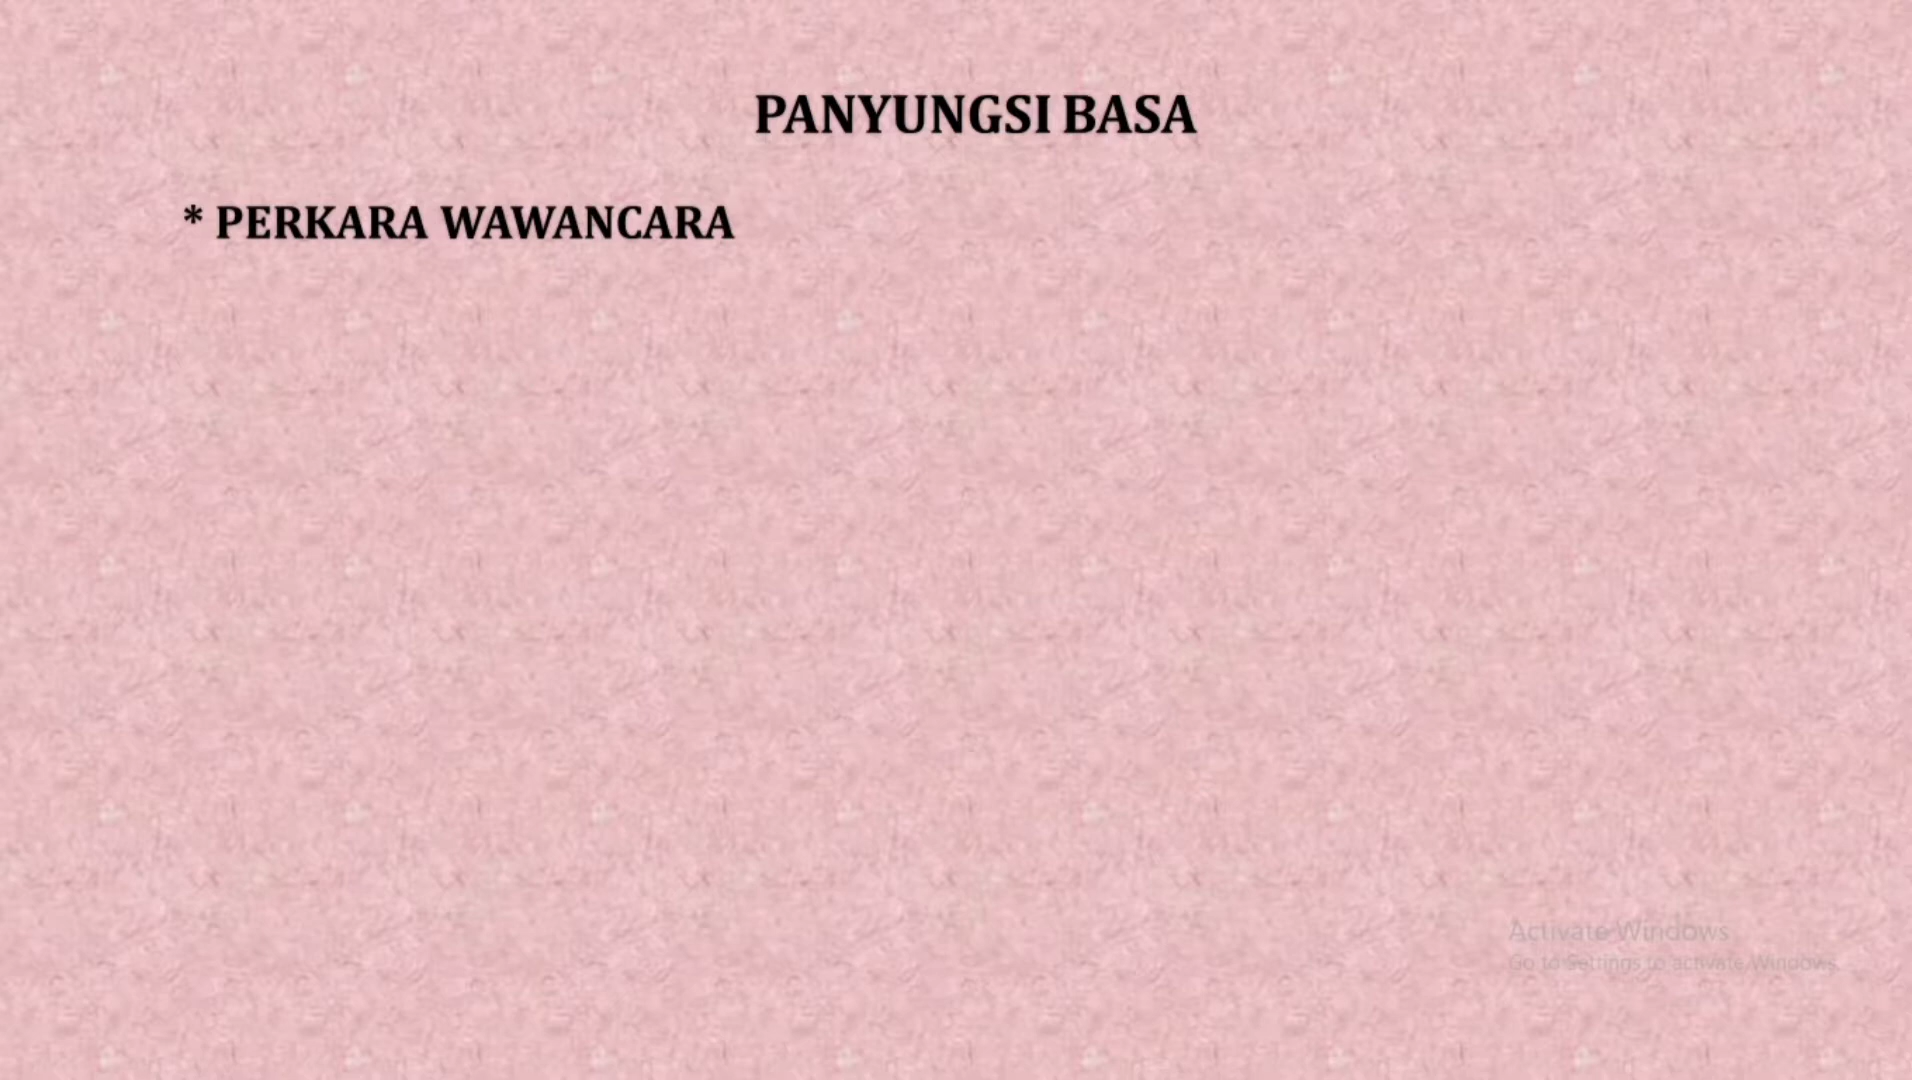 PANYUNGSI BASA
* PERKARA WAWANCARA
Activate Windows
Go to Settings to activate Windows.